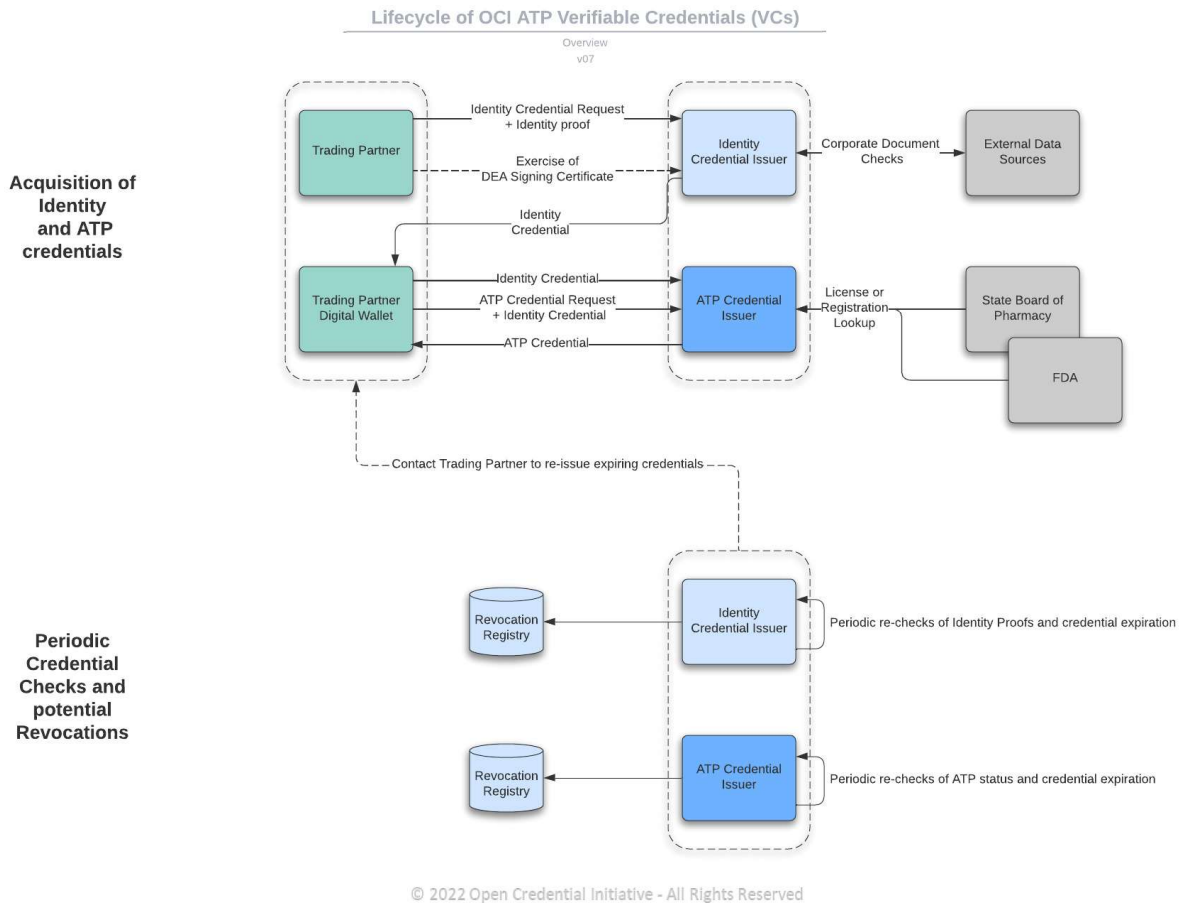 Lifecycle of OCI ATP Verifiable Credentials (VCs)
Overview
v07
Acquisition of
Identity
and ATP
credentials
Trading Partner
Identity Credential Request
+ Identity proof
Exercise of
DEA Signing Certificate
Identity
Credential
Identity
Credential Issuer
Corporate Document
Checks
External Data
Sources
Trading Partner
Digital Wallet
Identity Credential
ATP Credential Request
+ Identity Credential
ATP Credential
ATP Credential
Issuer
License or
Registration
Lookup
State Board of
Pharmacy
FDA
Contact Trading Partner to re-issue expiring credentials
Periodic
Credential
Checks and
potential
Revocations
Revocation
Registry
Identity
Credential Issuer
Periodic re-checks of Identity Proofs and credential expiration
Revocation
Registry
ATP Credential
Issuer
Periodic re-checks of ATP status and credential expiration
© 2022 Open Credential Initiative - All Rights Reserved